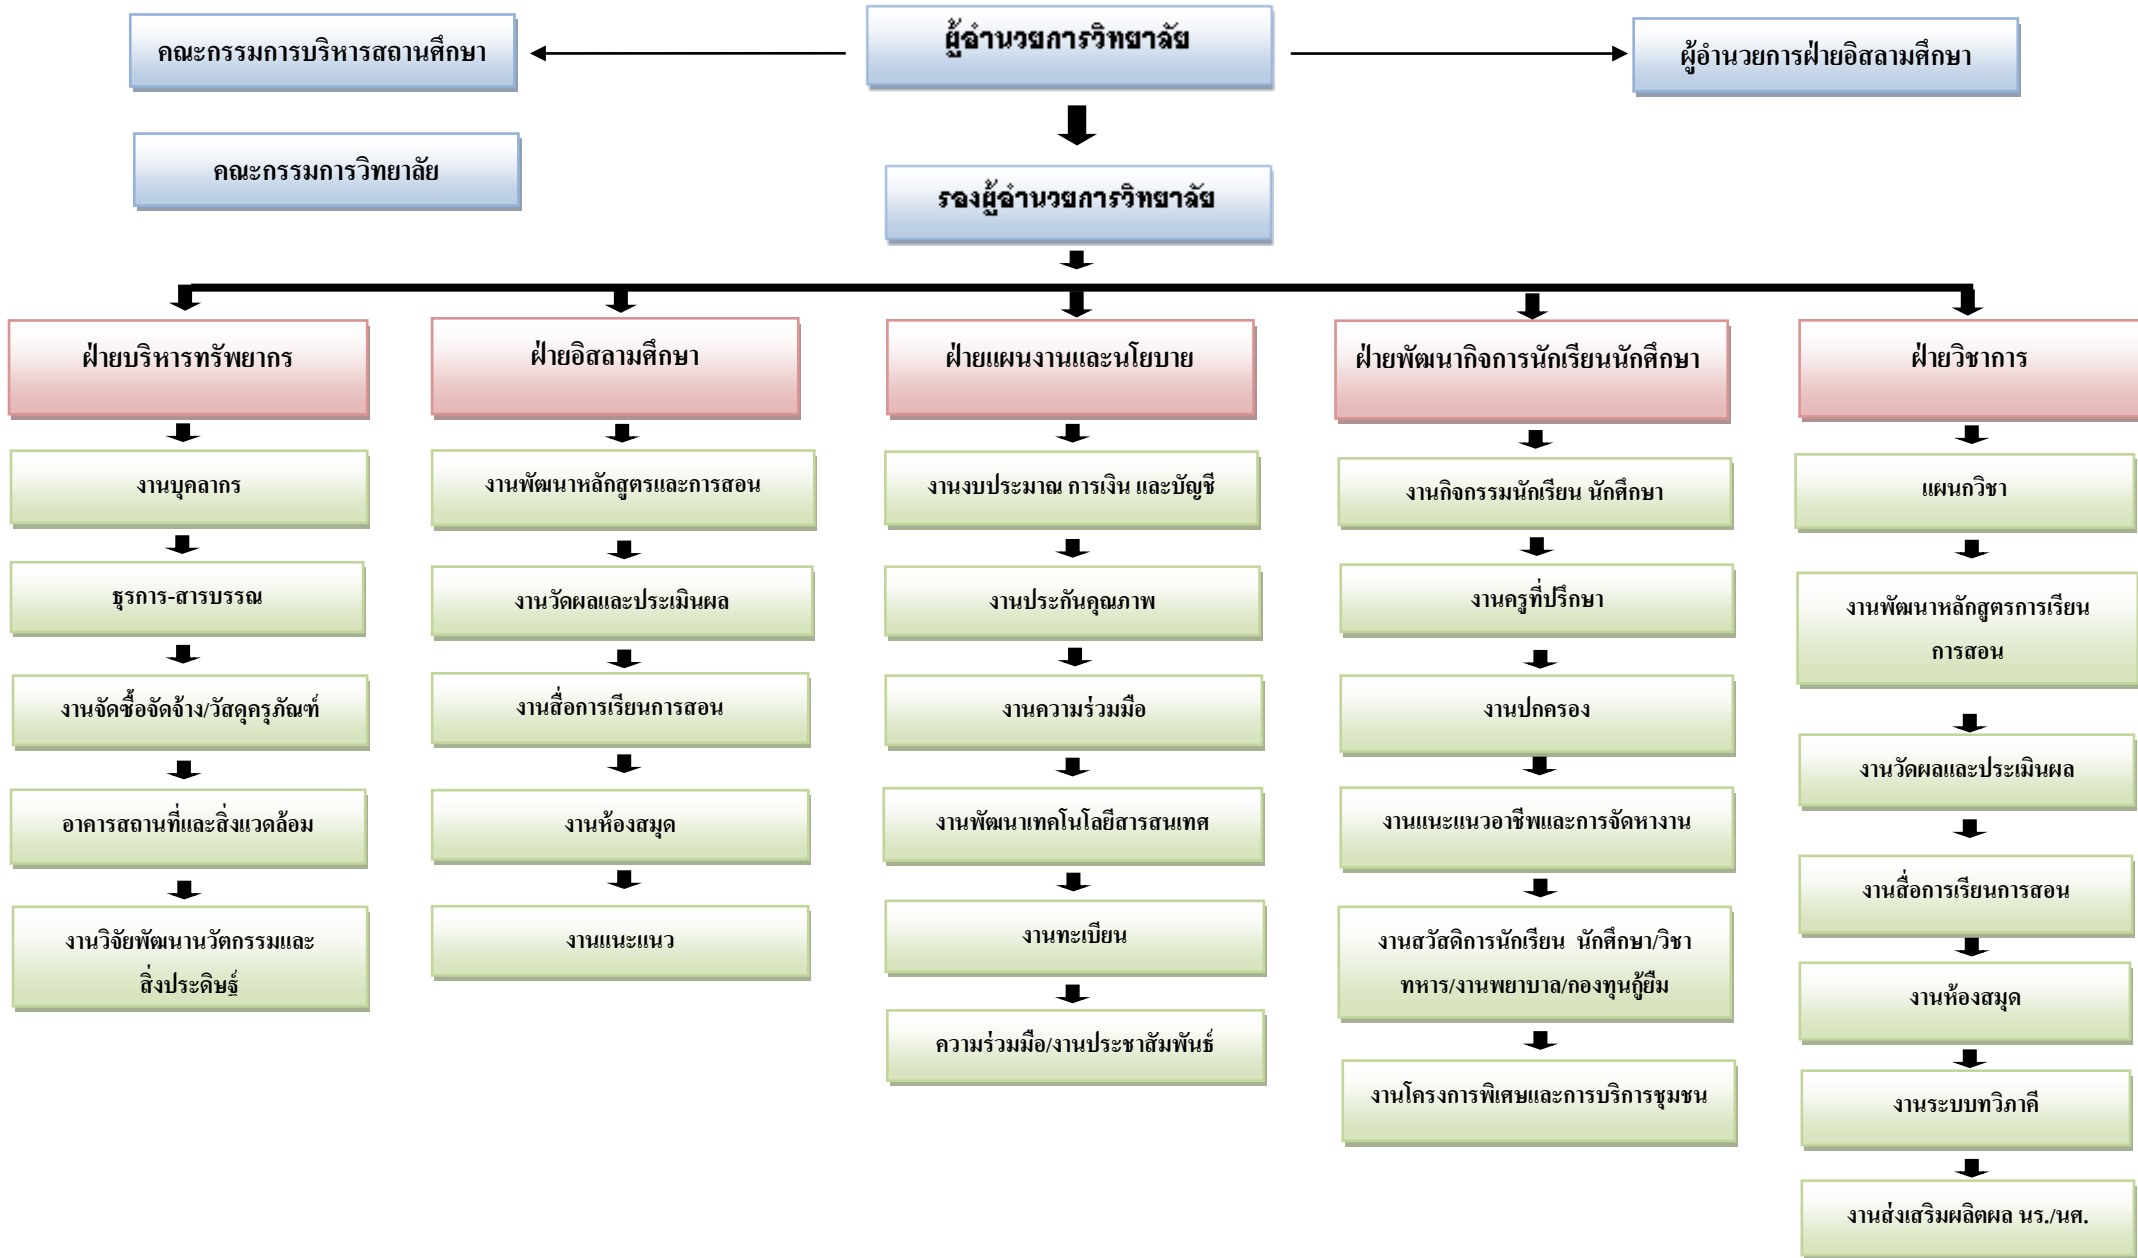 ผู้อำนวยการวิทยาลัย
คณะกรรมการบริหารสถานศึกษา
ผู้อำนวยการฝ่ายอิสลามศึกษา
คณะกรรมการวิทยาลัย
รองผู้อำนวยการวิทยาลัย
ฝ่ายบริหารทรัพยากร
งานบุคลากร
ธุรการ-สารบรรณ
งานจัดซื้อจัดจ้าง/วัสดุครุภัณฑ์
อาคารสถานที่และสิ่งแวดล้อม
งานวิจัยพัฒนานวัตกรรมและ
สิ่งประดิษฐ์
ฝ่ายอิสลามศึกษา
งานพัฒนาหลักสูตรและการสอน
งานวัดผลและประเมินผล
งานสื่อการเรียนการสอน
งานห้องสมุด
งานแนะแนว
ฝ่ายแผนงานและนโยบาย
งานงบประมาณ การเงิน และบัญชี
งานประกันคุณภาพ
งานความร่วมมือ
งานพัฒนาเทคโนโลยีสารสนเทศ
งานทะเบียน
ความร่วมมือ/งานประชาสัมพันธ์
ฝ่ายพัฒนากิจการนักเรียนนักศึกษา
งานกิจกรรมนักเรียน นักศึกษา
งานครูที่ปรึกษา
งานปกครอง
งานแนะแนวอาชีพและการจัดหางาน
งานสวัสดิการนักเรียน นักศึกษา/วิชา
ทหาร/งานพยาบาล/กองทุนกู้ยืม
งานโครงการพิเศษและการบริการชุมชน
ฝ่ายวิชาการ
แผนกวิชา
งานพัฒนาหลักสูตรการเรียน
การสอน
งานวัดผลและประเมินผล
งานสื่อการเรียนการสอน
งานห้องสมุด
งานระบบทวิภาคี
งานส่งเสริมผลิตผล นร./นศ.